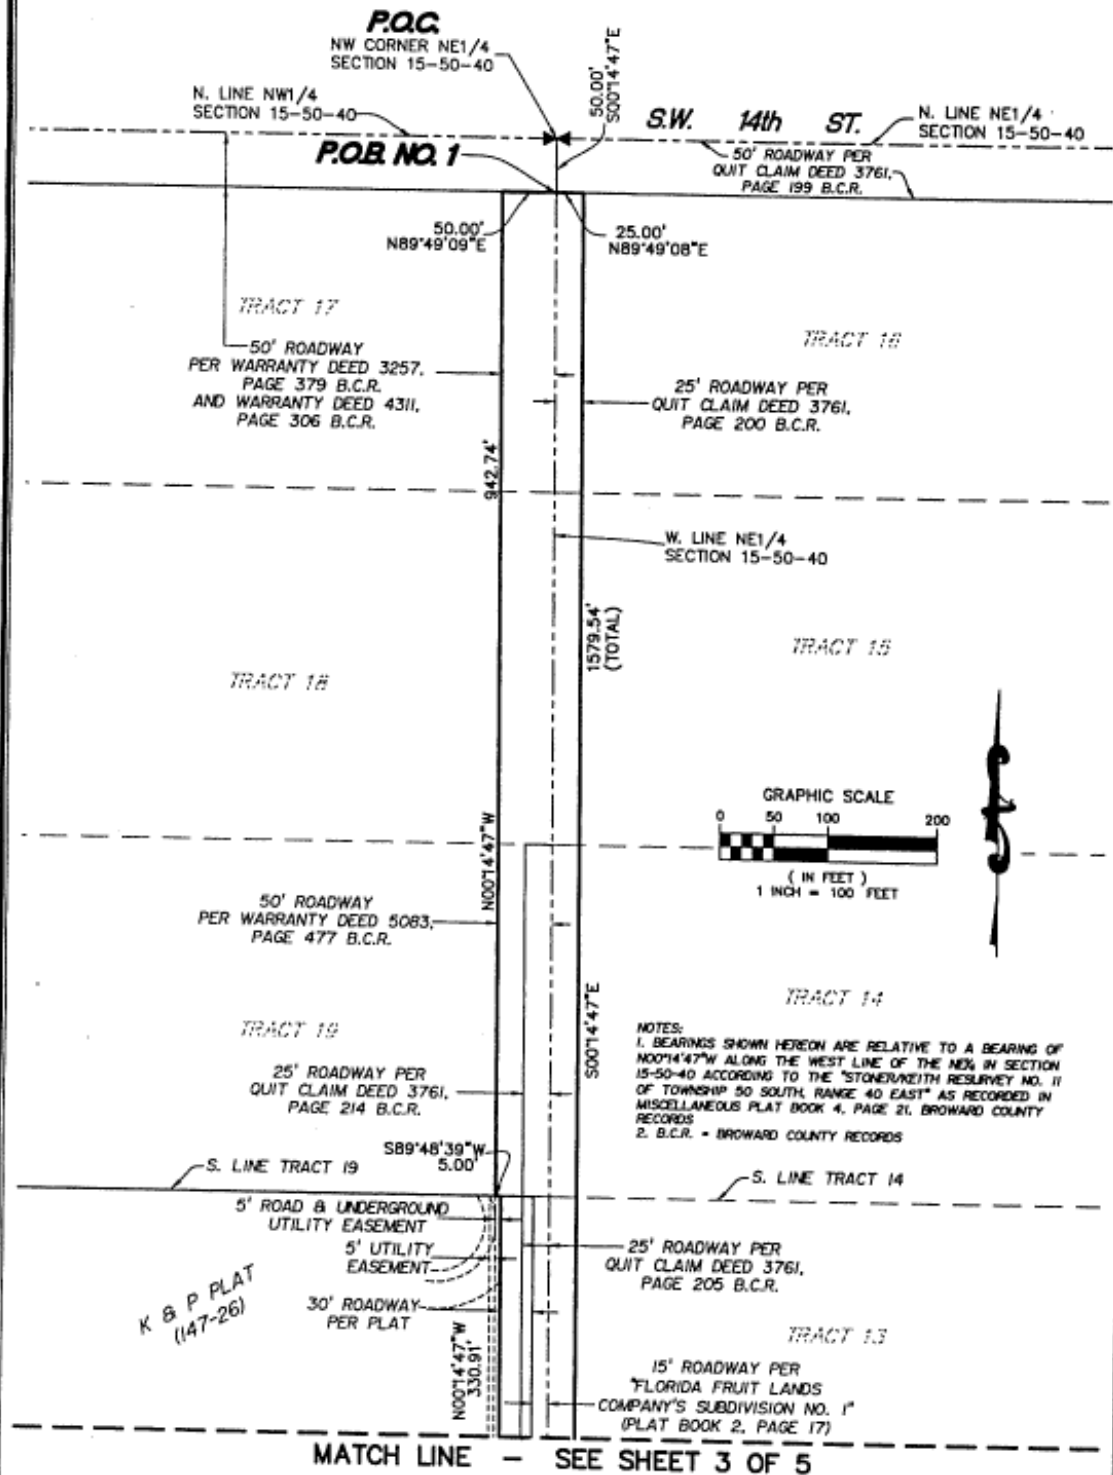 P.O.C.
NW CORNER NE1/4
SECTION 15-50-40
50.00'
S00°14'47"E
N. LINE NW1/4
SECTION 15-50-40
S.W. 14th ST.
N. LINE NE1/4
SECTION 15-50-40
P.O.B. NO. 1
50' ROADWAY PER
QUIT CLAIM DEED 3761,
PAGE 199 B.C.R.
50.00'
N89°49'09"E
25.00'
N89°49'08"E
TRACT 17
TRACT 16
50' ROADWAY
PER WARRANTY DEED 3257,
PAGE 379 B.C.R.
AND WARRANTY DEED 4311,
PAGE 306 B.C.R.
25' ROADWAY PER
QUIT CLAIM DEED 3761,
PAGE 200 B.C.R.
942.74'
W. LINE NE1/4
SECTION 15-50-40
1579.54'
(TOTAL)
TRACT 15
TRACT 18
GRAPHIC SCALE
0 50 100 200
( IN FEET )
1 INCH = 100 FEET
N00°14'47"W
50' ROADWAY
PER WARRANTY DEED 5083,
PAGE 477 B.C.R.
S00°14'47"E
TRACT 14
TRACT 19
NOTES:
1. BEARINGS SHOWN HEREON ARE RELATIVE TO A BEARING OF
N00°14'47"W ALONG THE WEST LINE OF THE NE¼ IN SECTION
15-50-40 ACCORDING TO THE "STONER/KEITH RESURVEY NO. II
OF TOWNSHIP 50 SOUTH, RANGE 40 EAST" AS RECORDED IN
MISCELLANEOUS PLAT BOOK 4, PAGE 21, BROWARD COUNTY
RECORDS
2. B.C.R. = BROWARD COUNTY RECORDS
25' ROADWAY PER
QUIT CLAIM DEED 3761,
PAGE 214 B.C.R.
S89°48'39"W
5.00'
S. LINE TRACT 19
S. LINE TRACT 14
5' ROAD & UNDERGROUND
UTILITY EASEMENT
5' UTILITY
EASEMENT
25' ROADWAY PER
QUIT CLAIM DEED 3761,
PAGE 205 B.C.R.
K & P PLAT
(147-26)
30' ROADWAY
PER PLAT
N00°14'47"W
330.91'
TRACT 13
15' ROADWAY PER
"FLORIDA FRUIT LANDS
COMPANY'S SUBDIVISION NO. 1"
(PLAT BOOK 2, PAGE 17)
MATCH LINE - SEE SHEET 3 OF 5